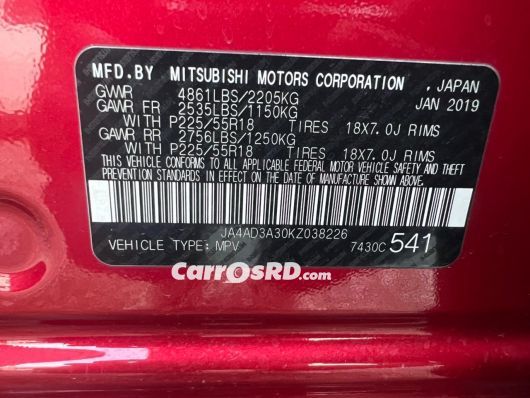 MFD.BY MITSUBISHI MOTORS CORPORATION , JAPAN
GVWR 4861LBS/2205KG JAN 2019
GAWR FR 2535LBS/1150KG
WITH P225/55R18 TIRES 18X7.0J RIMS
GAWR RR 2756LBS/1250KG
WITH P225/55R18 TIRES 18X7.0J RIMS
THIS VEHICLE CONFORMS TO ALL APPLICABLE FEDERAL MOTOR VEHICLE SAFETY AND THEFT
PREVENTION STANDARDS IN EFFECT ON THE DATE OF MANUFACTURE SHOWN ABOVE.
JA4AD3A30KZ038226
VEHICLE TYPE: MPV 7430C 541
CarrosRD.com